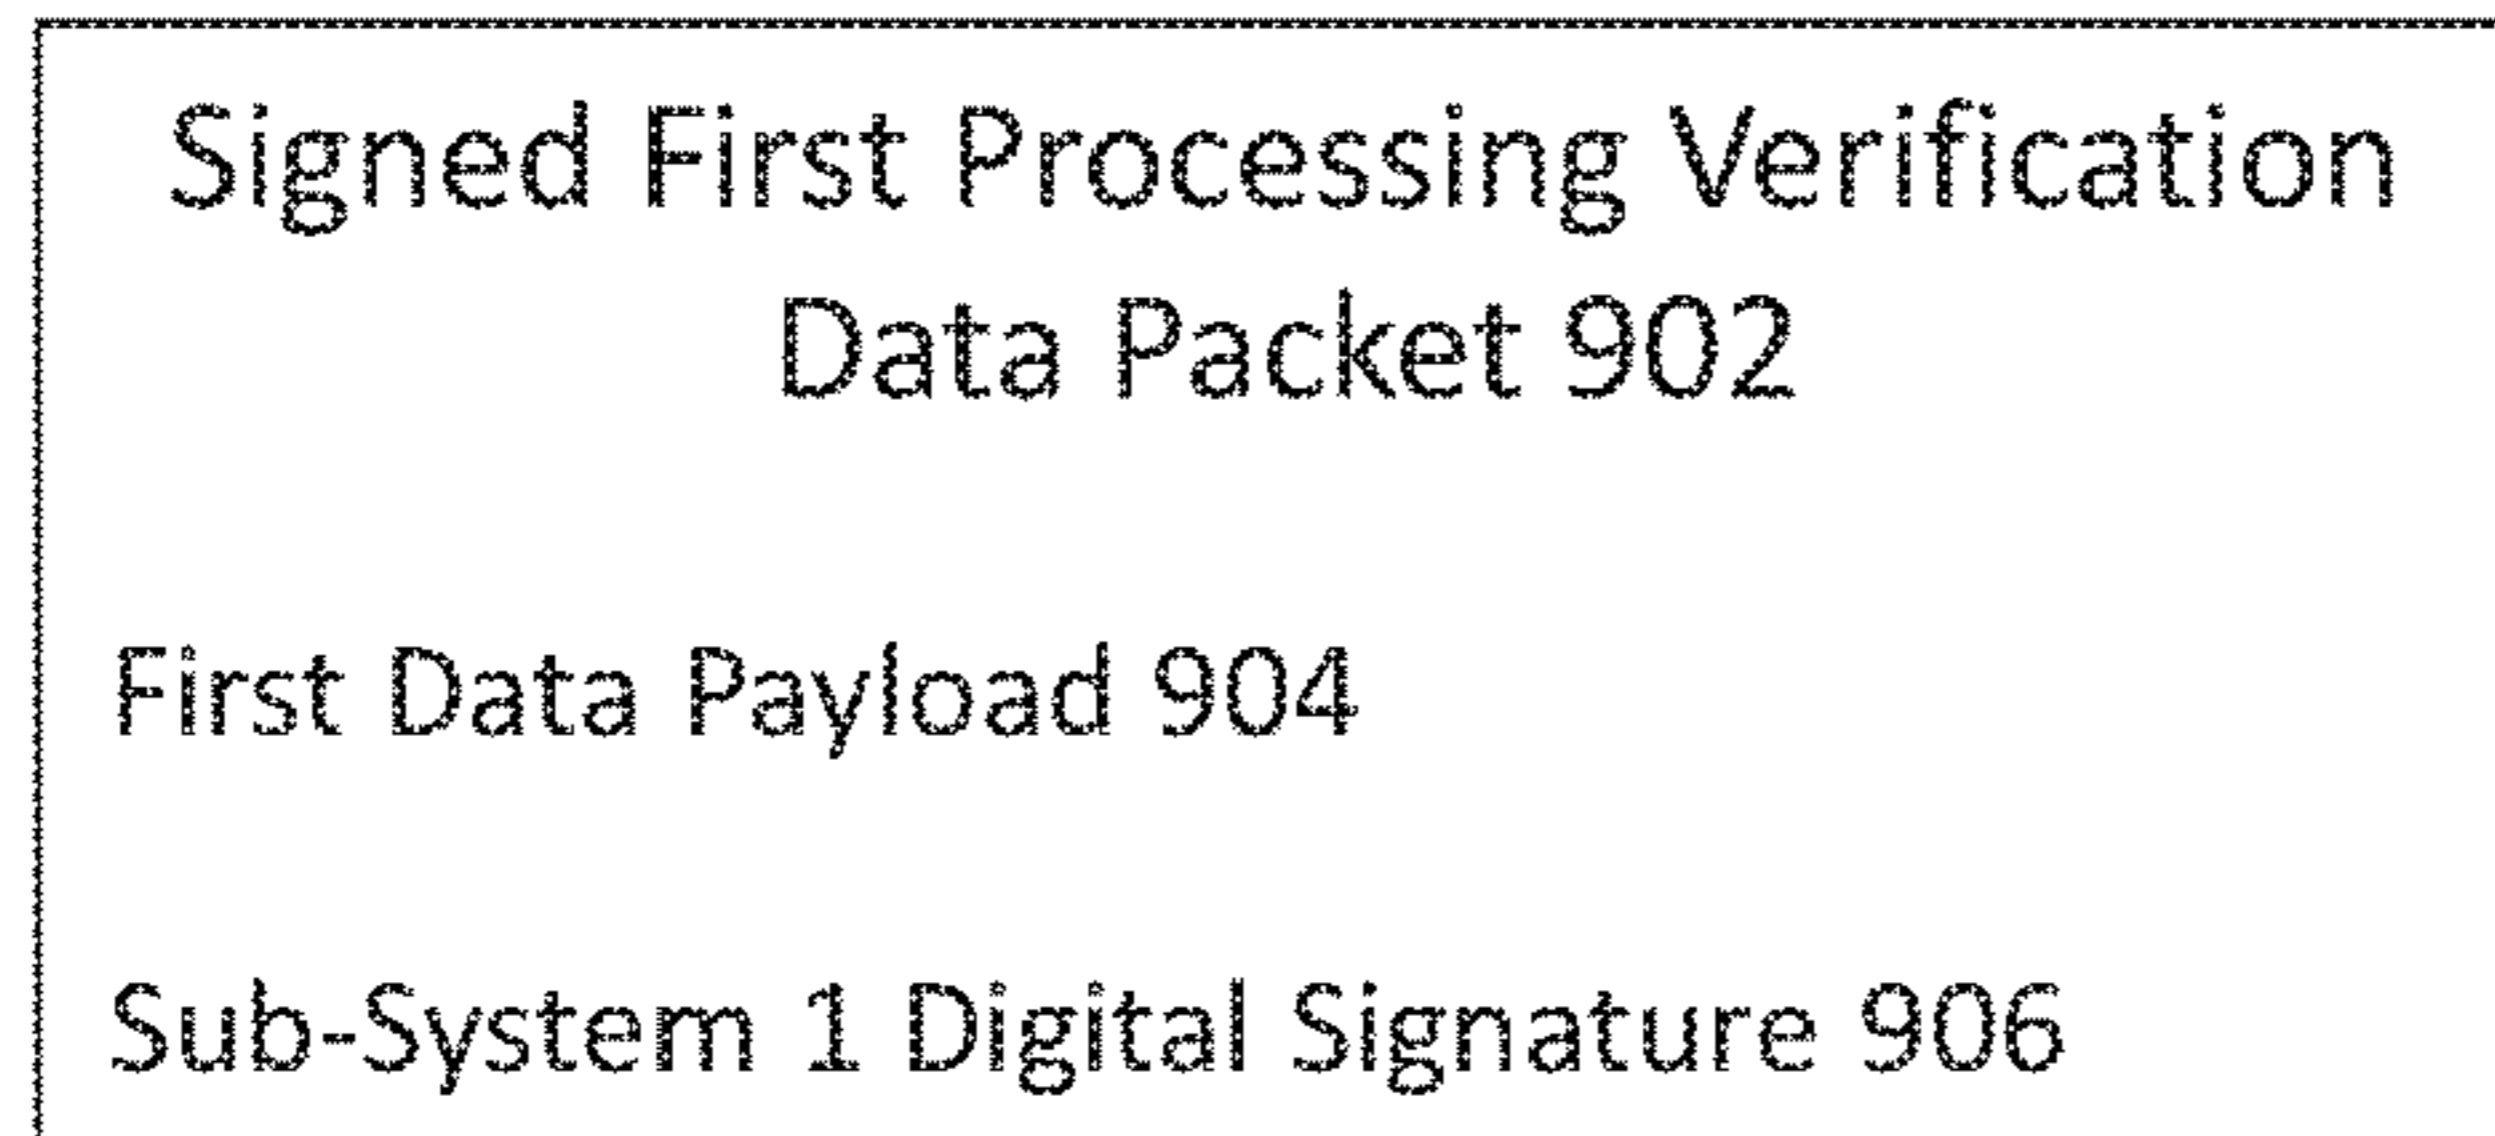 Signed First Processing Verification
Data Packet 902
First Data Payload 904
Sub-System 1 Digital Signature 906